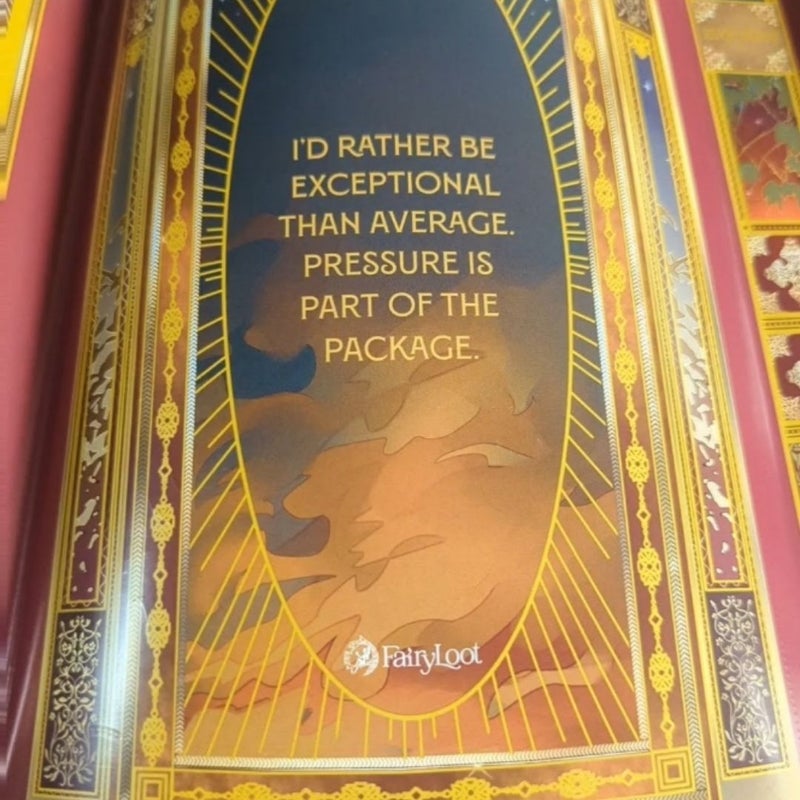 I'D RATHER BE
EXCEPTIONAL
THAN AVERAGE.
PRESSURE IS
PART OF THE
PACKAGE.
FairyLoot